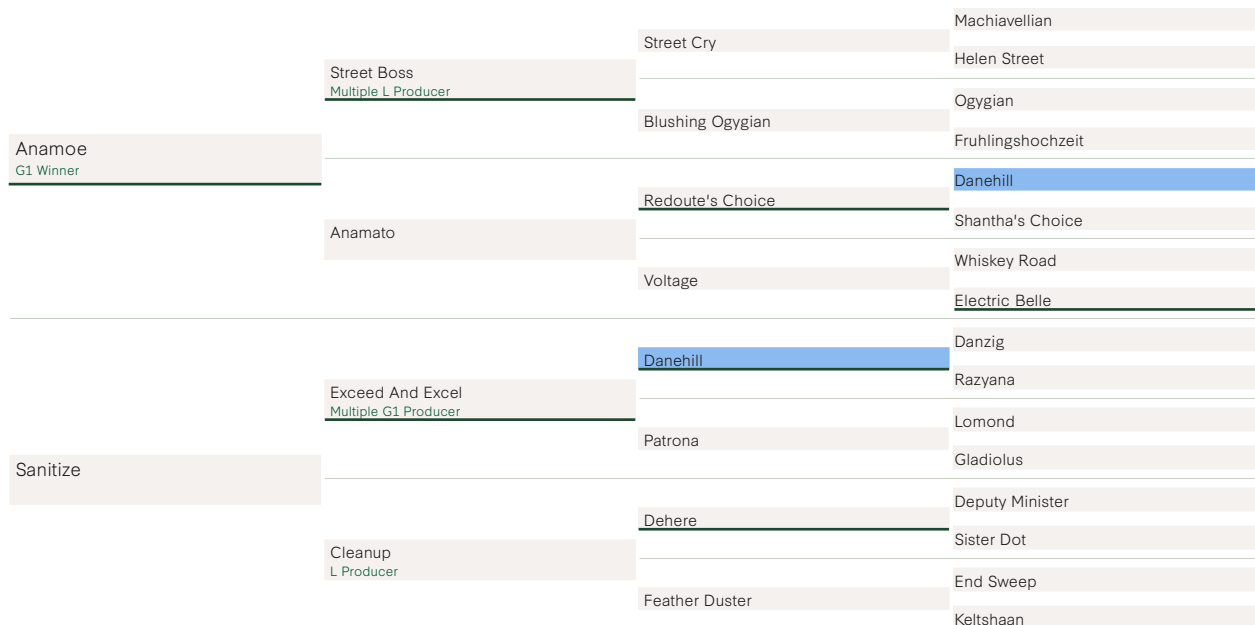 Anamoe
G1 Winner
Sanitize
Street Boss
Multiple L Producer
Anamato
Exceed And Excel
Multiple G1 Producer
Cleanup
L Producer
Street Cry
Blushing Ogygian
Redoute's Choice
Voltage
Danehill
Patrona
Dehere
Feather Duster
Machiavellian
Helen Street
Ogygian
Fruhlingshochzeit
Danehill
Shantha's Choice
Whiskey Road
Electric Belle
Danzig
Razyana
Lomond
Gladiolus
Deputy Minister
Sister Dot
End Sweep
Keltshaan